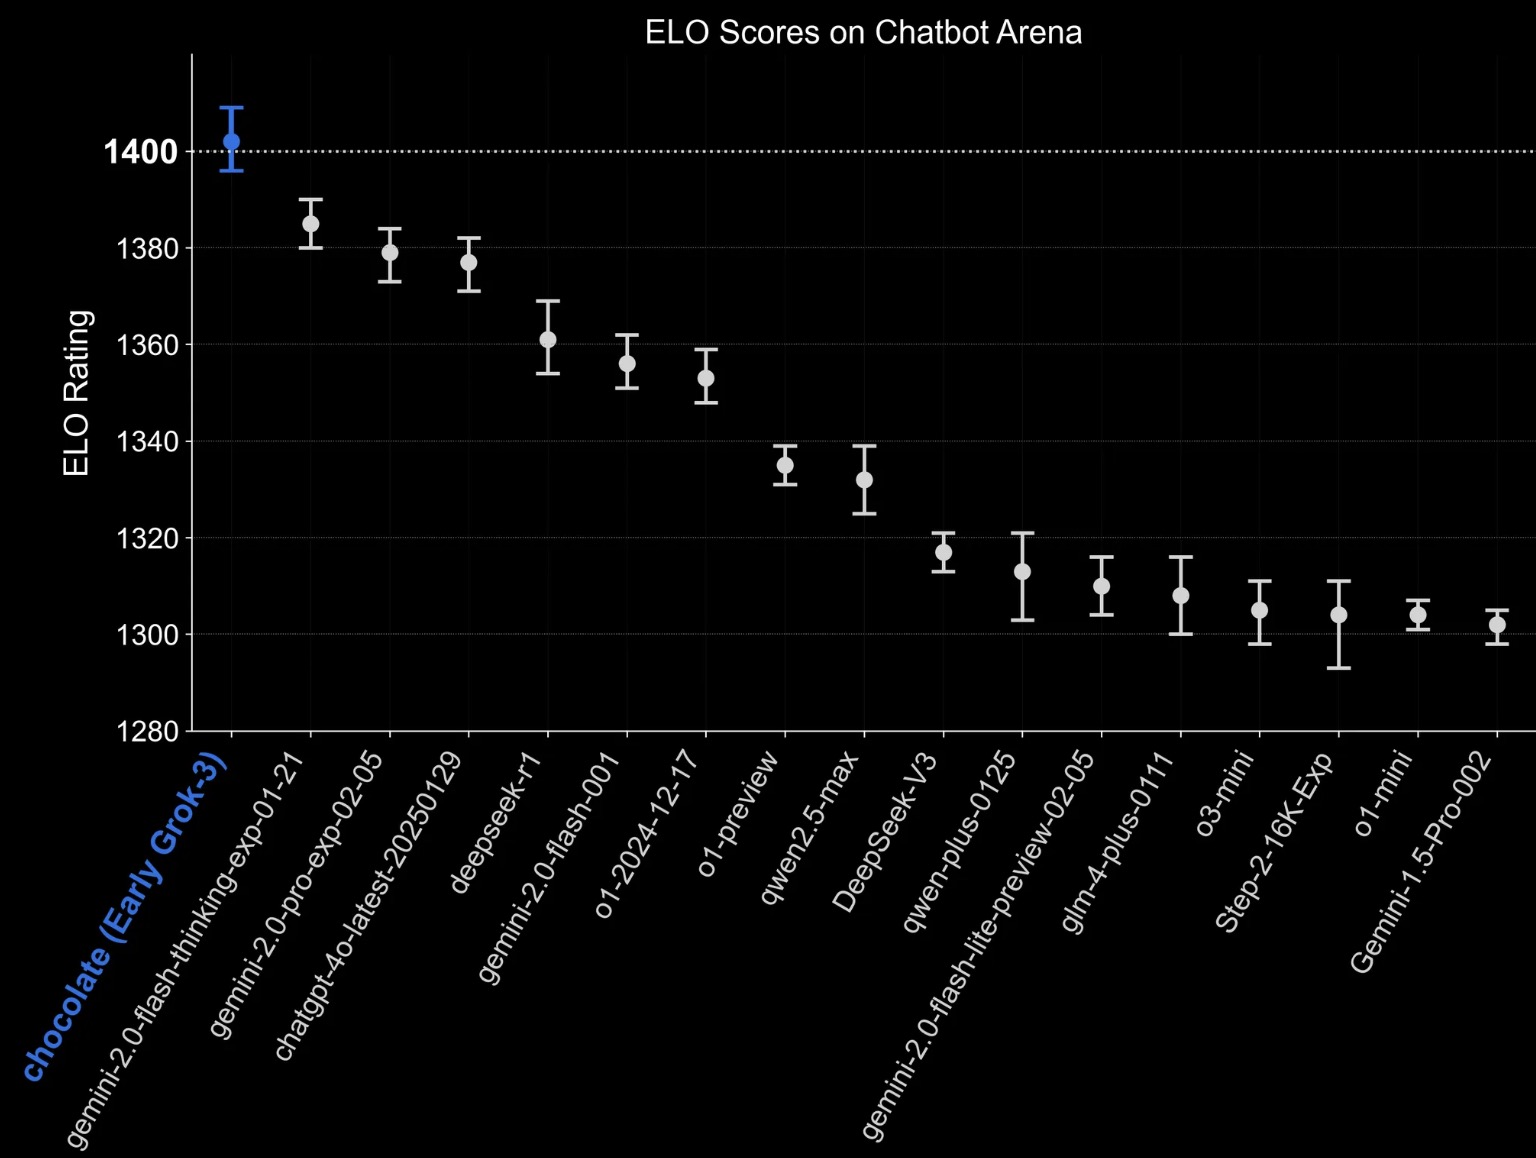 ELO Scores on Chatbot Arena
ELO Rating
1400
1380
1360
1340
1320
1300
1280
chocolate (Early Grok-3)
gemini-2.0-flash-thinking-exp-01-21
gemini-2.0-pro-exp-02-05
chatgpt-4o-latest-20250129
deepseek-r1
gemini-2.0-flash-001
o1-2024-12-17
o1-preview
qwen2.5-max
DeepSeek-V3
qwen-plus-0125
gemini-2.0-flash-lite-preview-02-05
glm-4-plus-0111
o3-mini
Step-2-16K-Exp
o1-mini
Gemini-1.5-Pro-002